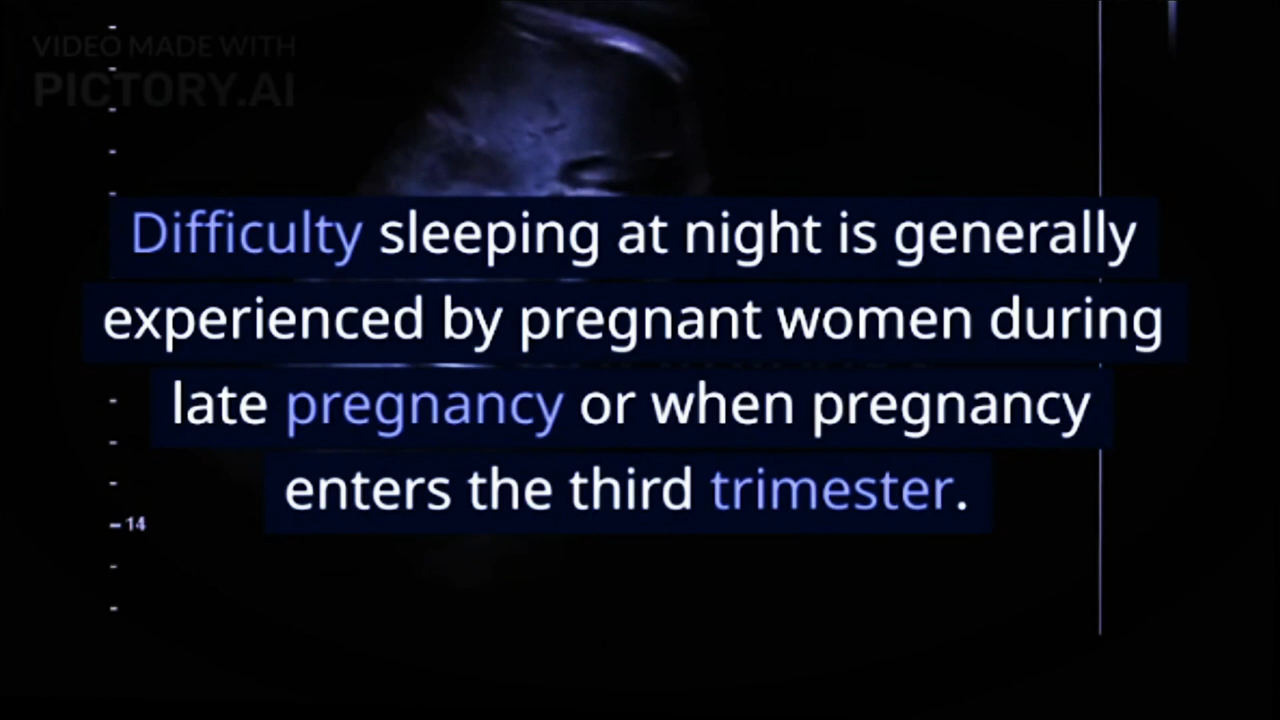 VIDEO MADE WITH
PICTORY.AI
Difficulty sleeping at night is generally
experienced by pregnant women during
late pregnancy or when pregnancy
enters the third trimester.
14